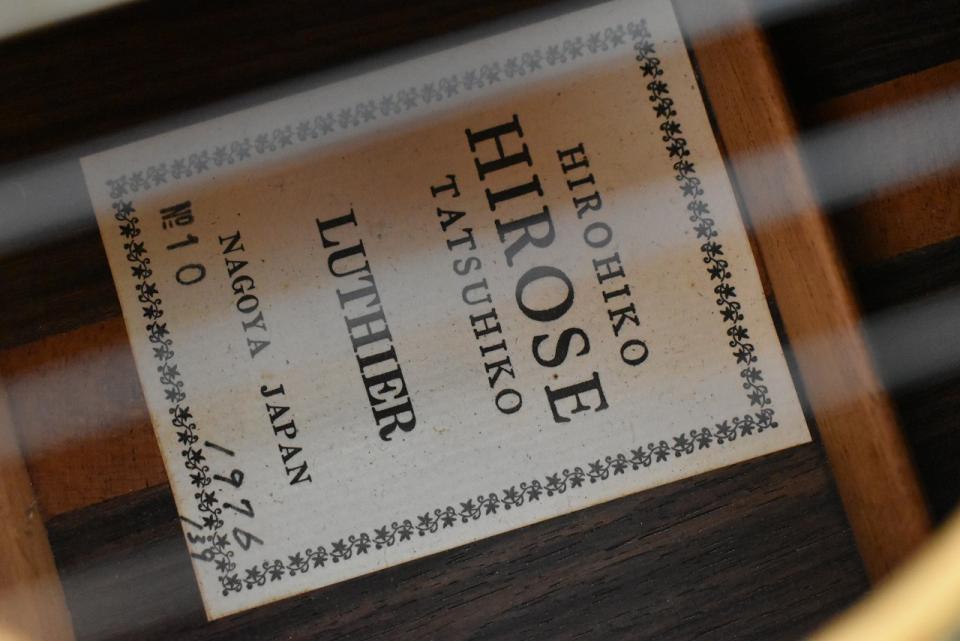 HIROHIKO
HIROSE
TATSUHIKO
LUTHIER
NAGOYA JAPAN
№10
1976